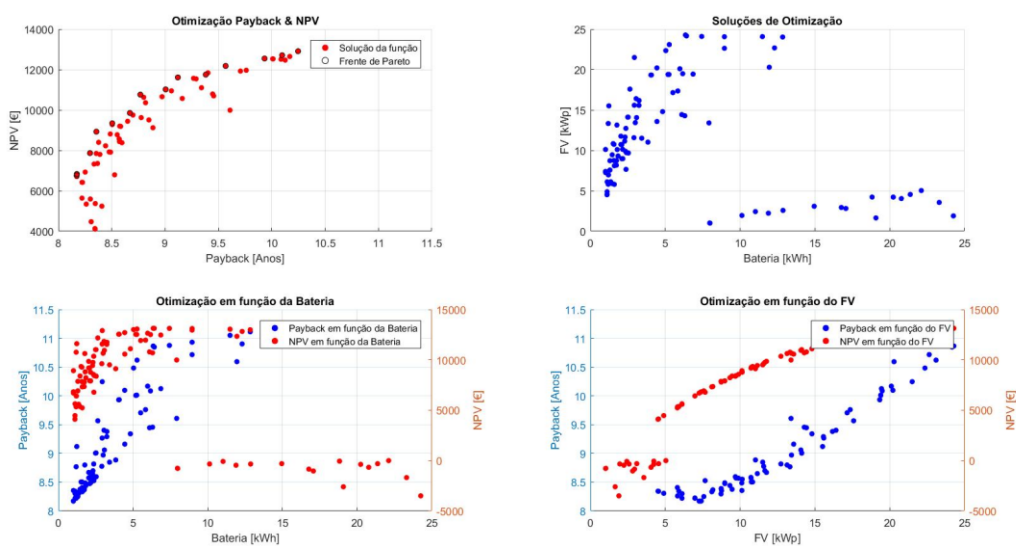 Otimização Payback & NPV
14000
12000
10000
8000
6000
4000
NPV [€]
Solução da função
Frente de Pareto
8 8.5 9 9.5 10 10.5 11 11.5
Payback [Anos]
Soluções de Otimização
25
20
15
10
5
0
FV [kWp]
0 5 10 15 20 25
Bateria [kWh]
Otimização em função da Bateria
11.5
11
10.5
10
9.5
9
8.5
8
Payback [Anos]
Payback em função da Bateria
NPV em função da Bateria
15000
10000
5000
0
-5000
NPV [€]
0 5 10 15 20 25
Bateria [kWh]
Otimização em função do FV
11.5
11
10.5
10
9.5
9
8.5
8
Payback [Anos]
Payback em função do FV
NPV em função do FV
15000
10000
5000
0
-5000
NPV [€]
0 5 10 15 20 25
FV [kWp]